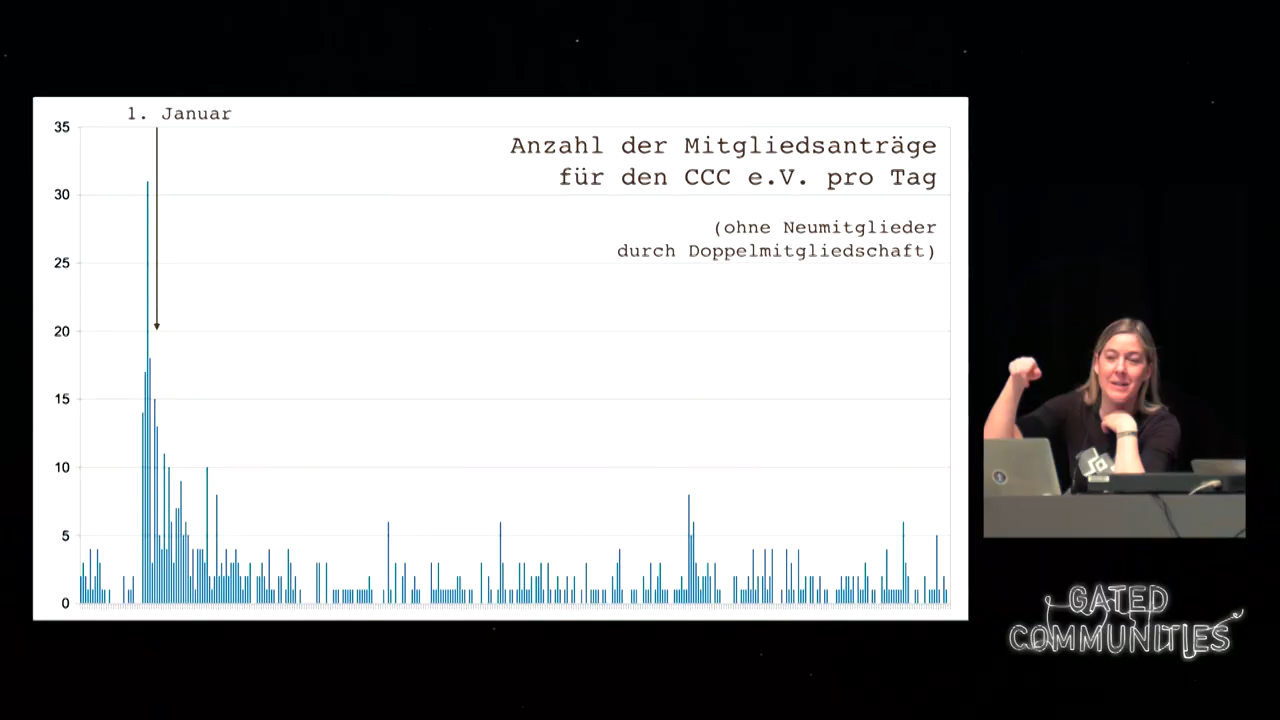 1. Januar
35
30
25
20
15
10
5
0
Anzahl der Mitgliedsanträge
für den CCC e.V. pro Tag
(ohne Neumitglieder
durch Doppelmitgliedschaft)
GATED
COMMUNITIES